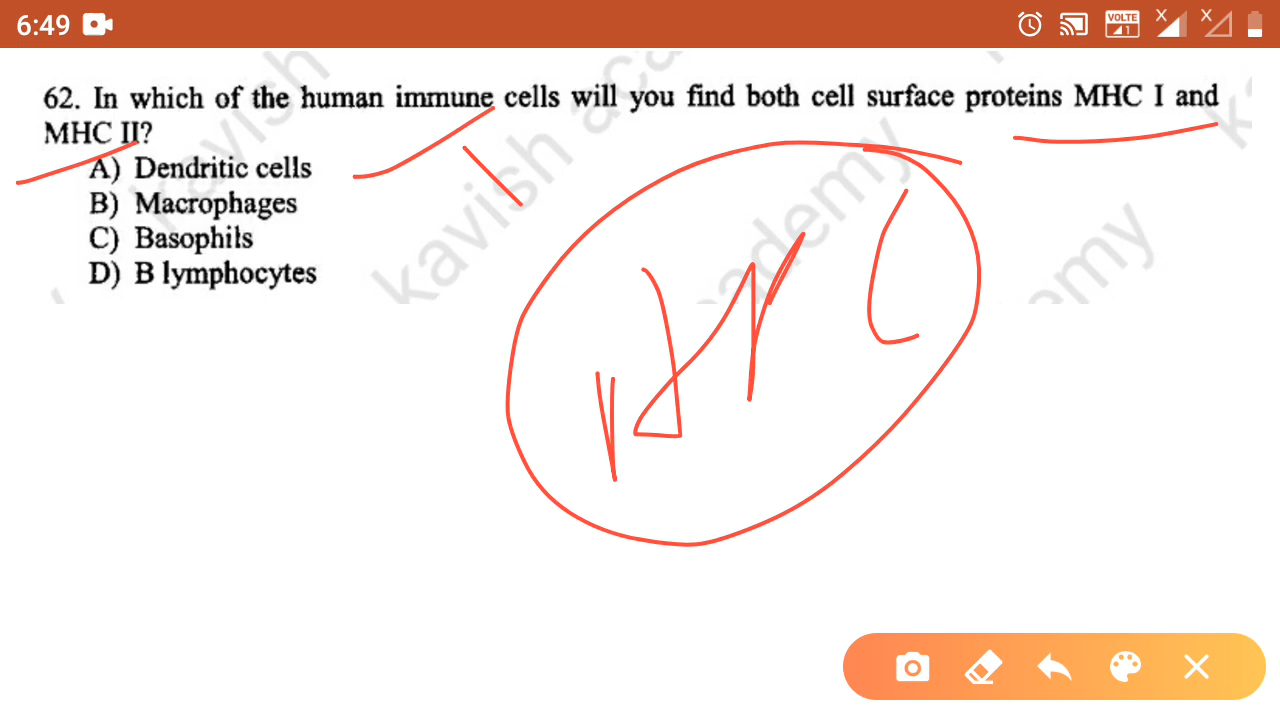 6:49
VOLTE
1
62. In which of the human immune cells will you find both cell surface proteins MHC I and
MHC II?
A) Dendritic cells
B) Macrophages
C) Basophils
D) B lymphocytes
kavish academy